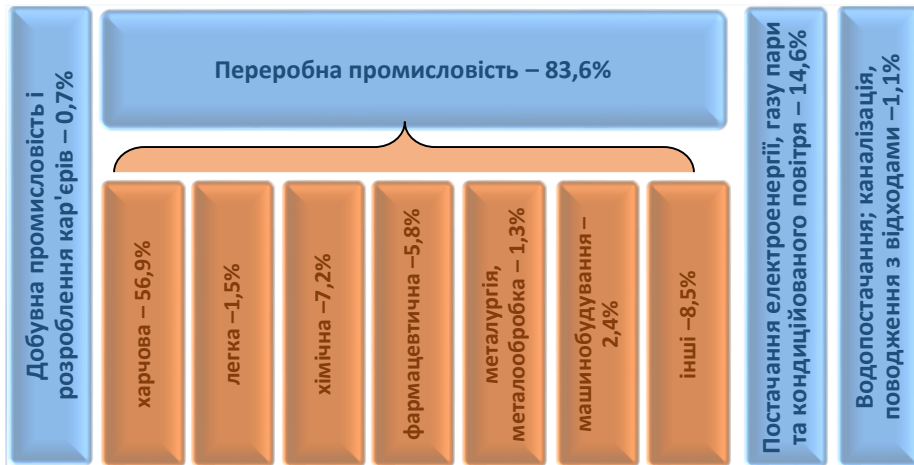 Добувна промисловість і
розроблення кар'єрів – 0,7%
Переробна промисловість – 83,6%
харчова – 56,9%
легка –1,5%
хімічна –7,2%
фармацевтична –5,8%
металургія,
металообробка – 1,3%
машинобудування –
2,4%
інші –8,5%
Постачання електроенергії, газу пари
та кондиційованого повітря – 14,6%
Водопостачання; каналізація,
поводження з відходами –1,1%